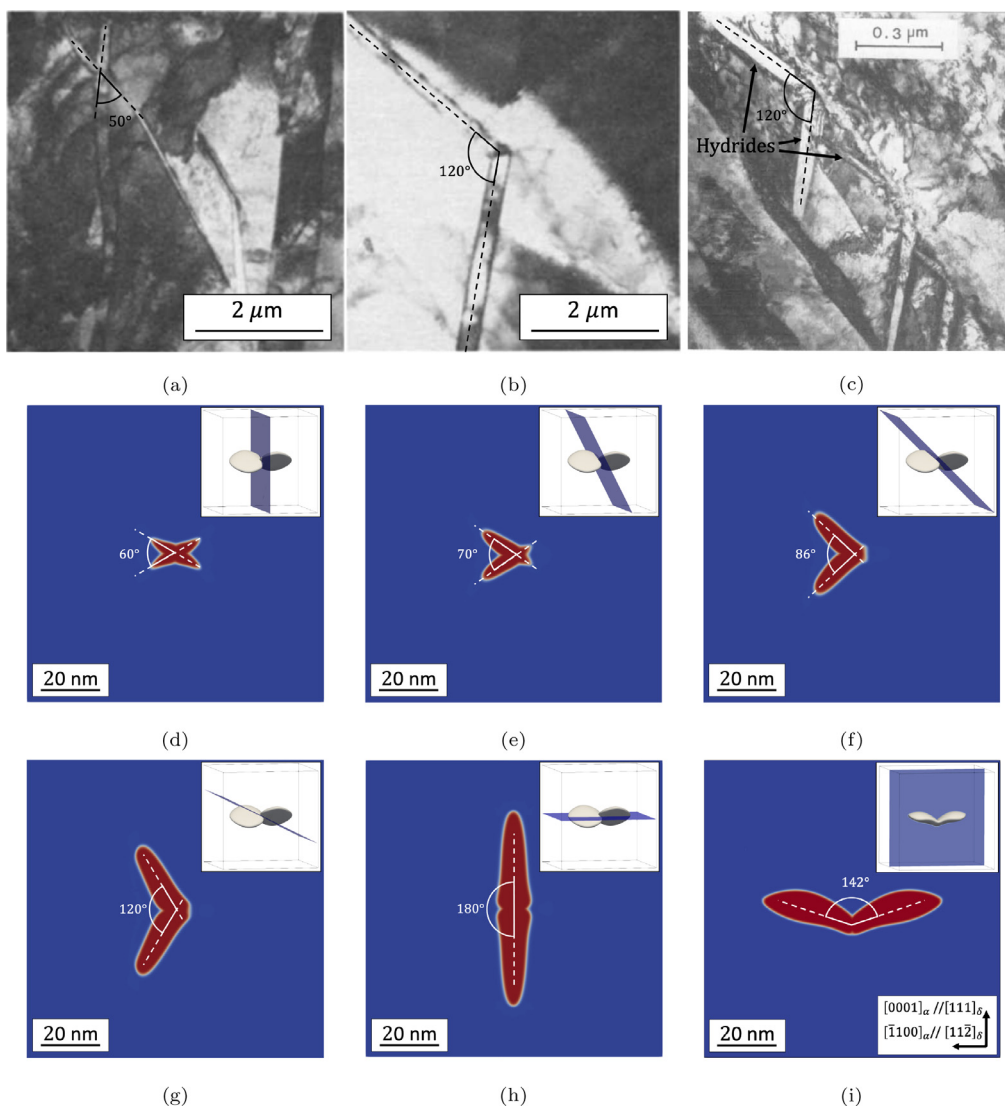 50°
2 μm
120°
2 μm
0.3 μm
120°
Hydrides
(a)
(b)
(c)
60°
20 nm
70°
20 nm
86°
20 nm
(d)
(e)
(f)
120°
20 nm
180°
20 nm
142°
20 nm
[0001]α //[111]δ
[1̅100]α// [112̅]δ
(g)
(h)
(i)